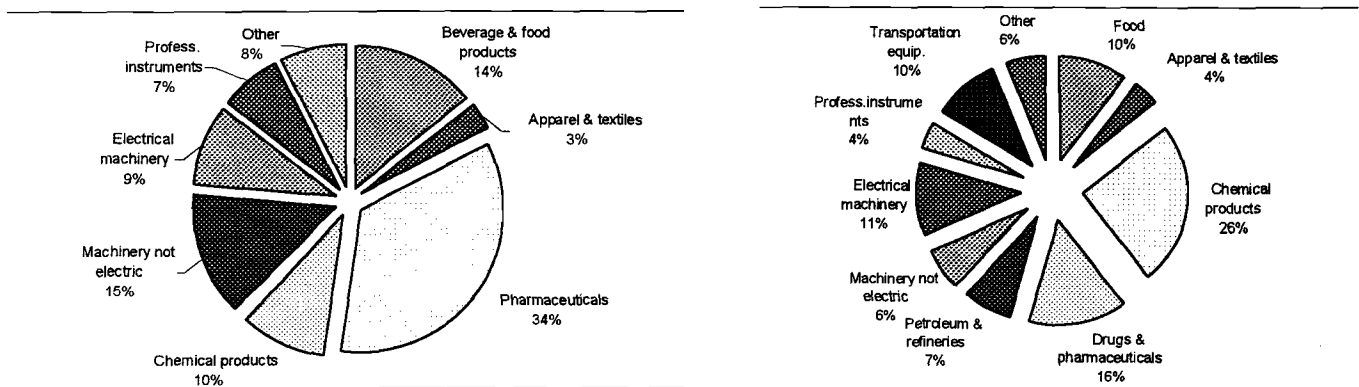 Beverage & food
products
14%
Apparel & textiles
3%
Pharmaceuticals
34%
Chemical products
10%
Machinery not
electric
15%
Electrical
machinery
9%
Profess.
instruments
7%
Other
8%
Food
10%
Apparel & textiles
4%
Chemical
products
26%
Drugs &
pharmaceuticals
16%
Petroleum &
refineries
7%
Machinery not
electric
6%
Electrical
machinery
11%
Profess.instrume
nts
4%
Transportation
equip.
10%
Other
6%